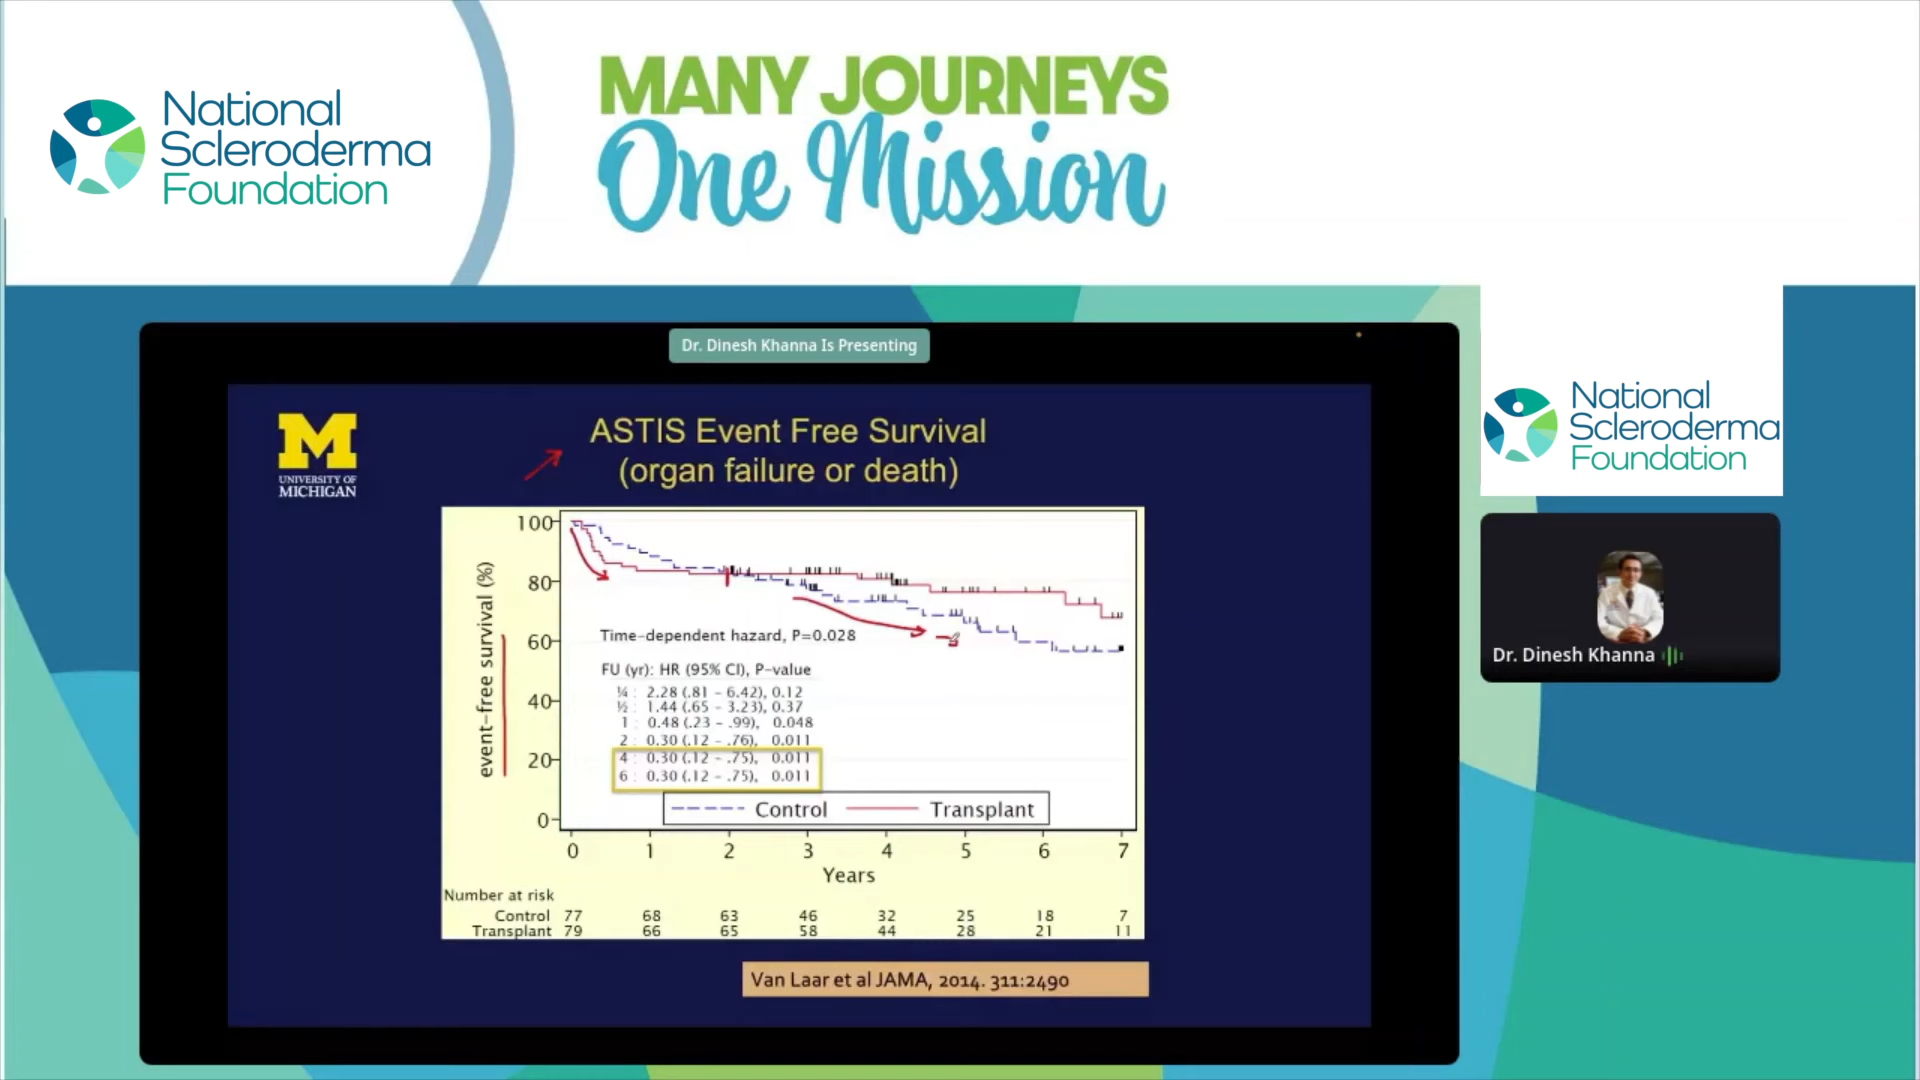 National
Scleroderma
Foundation
MANY JOURNEYS
One Mission
Dr. Dinesh Khanna Is Presenting
M
UNIVERSITY OF
MICHIGAN
ASTIS Event Free Survival
(organ failure or death)
event-free survival (%)
100
80
60
40
20
0
Time-dependent hazard, P=0.028
FU (yr): HR (95% CI), P-value
¼ : 2.28 (.81 - 6.42), 0.12
½ : 1.44 (.65 - 3.23), 0.37
1 : 0.48 (.23 - .99), 0.048
2 : 0.30 (.12 - .76), 0.011
4 : 0.30 (.12 - .75), 0.011
6 : 0.30 (.12 - .75), 0.011
Control Transplant
0 1 2 3 4 5 6 7
Years
Number at risk
Control 77 68 63 46 32 25 18 7
Transplant 79 66 65 58 44 28 21 11
Van Laar et al JAMA, 2014. 311:2490
National
Scleroderma
Foundation
Dr. Dinesh Khanna